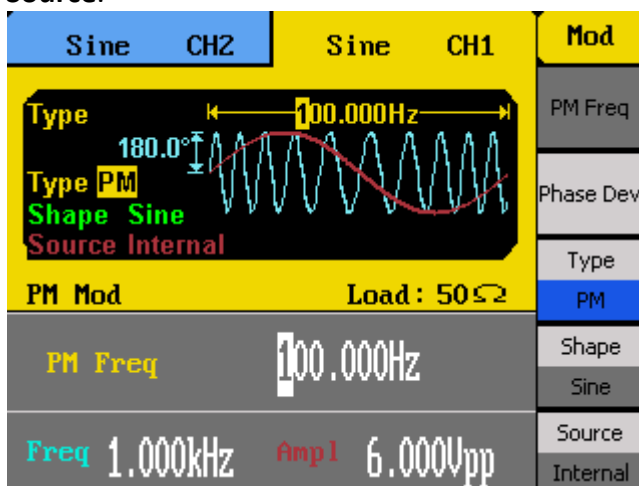 source.
Sine CH2 Sine CH1 Mod
Type 100.000Hz
180.0°
Type PM
Shape Sine
Source Internal
PM Mod Load: 50Ω
PM Freq 100.000Hz
Freq 1.000kHz Ampl 6.000Vpp
PM Freq
Phase Dev
Type
PM
Shape
Sine
Source
Internal